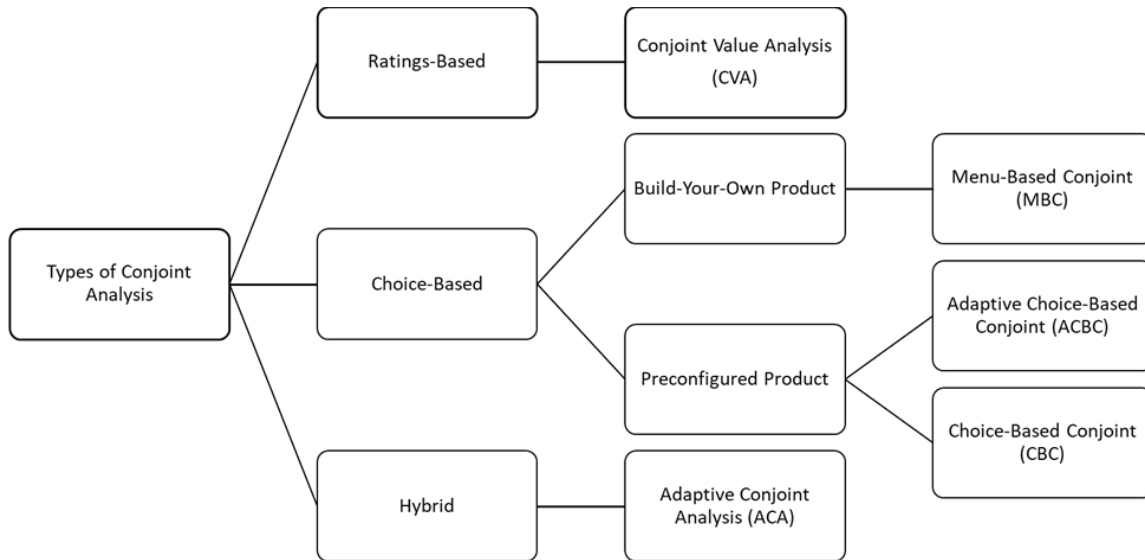 Ratings-Based
Conjoint Value Analysis
(CVA)
Build-Your-Own Product
Menu-Based Conjoint
(MBC)
Types of Conjoint
Analysis
Choice-Based
Adaptive Choice-Based
Conjoint (ACBC)
Preconfigured Product
Choice-Based Conjoint
(CBC)
Hybrid
Adaptive Conjoint
Analysis (ACA)